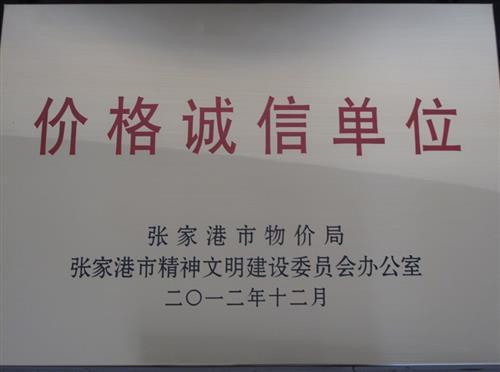 价格诚信单位
张家港市物价局
张家港市精神文明建设委员会办公室
二〇一二年十二月